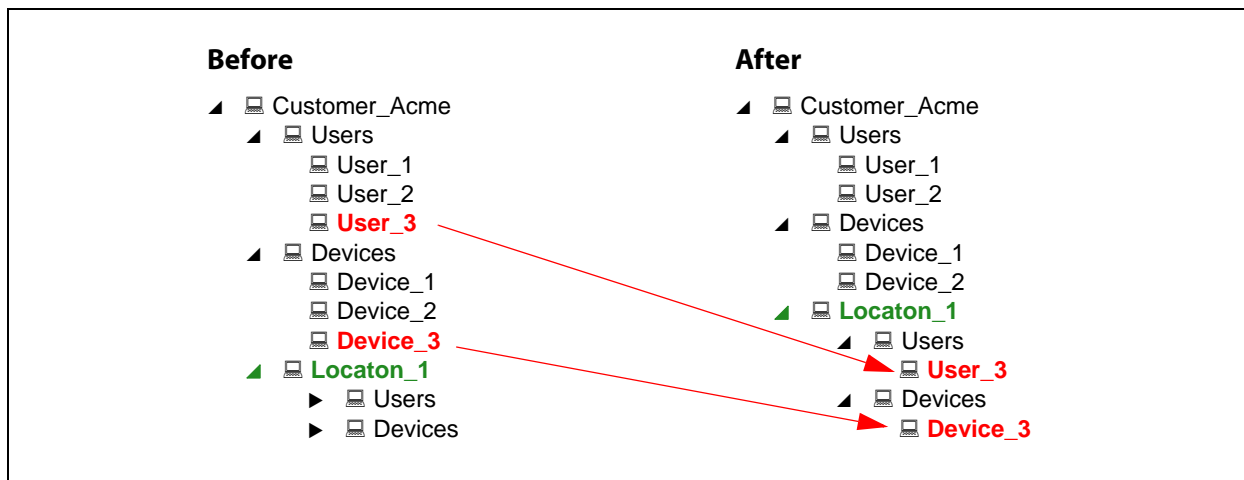 Before
Customer_Acme
Users
User_1
User_2
User_3
Devices
Device_1
Device_2
Device_3
Locaton_1
Users
Devices
After
Customer_Acme
Users
User_1
User_2
Devices
Device_1
Device_2
Locaton_1
Users
User_3
Devices
Device_3